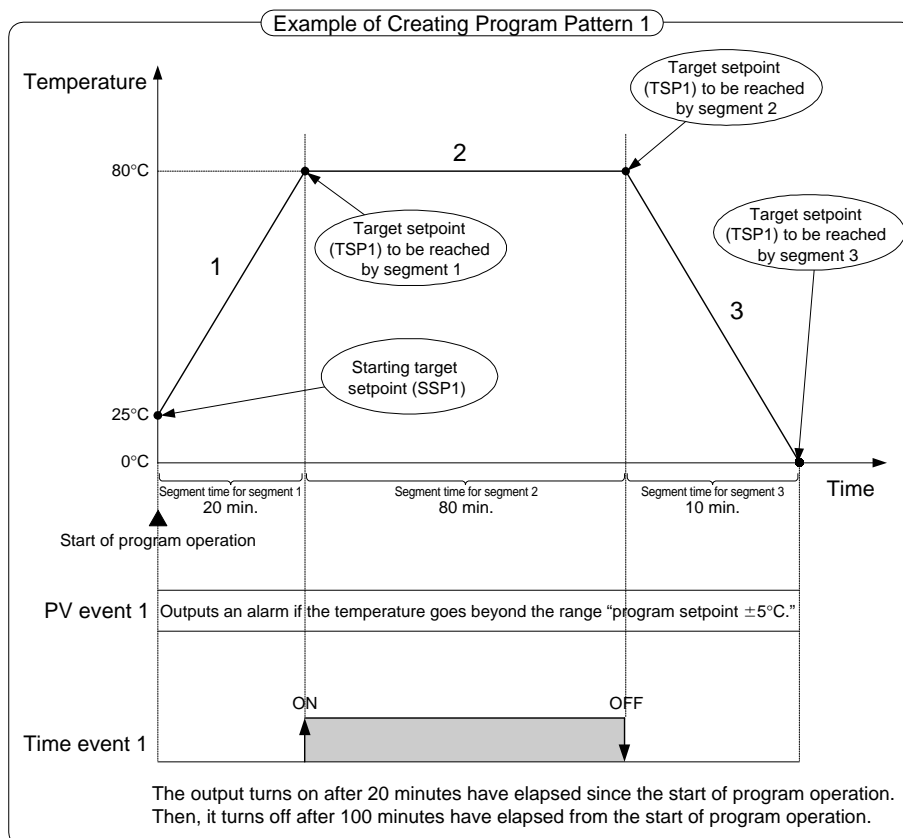 Example of Creating Program Pattern 1
Temperature
Target setpoint
(TSP1) to be reached
by segment 2
80°C
2
Target setpoint
(TSP1) to be reached
by segment 1
Target setpoint
(TSP1) to be reached
by segment 3
1
3
Starting target
setpoint (SSP1)
25°C
0°C
Time
Segment time for segment 1
20 min.
Segment time for segment 2
80 min.
Segment time for segment 3
10 min.
Start of program operation
PV event 1
Outputs an alarm if the temperature goes beyond the range “program setpoint ±5°C.”
ON
OFF
Time event 1
The output turns on after 20 minutes have elapsed since the start of program operation.
Then, it turns off after 100 minutes have elapsed from the start of program operation.